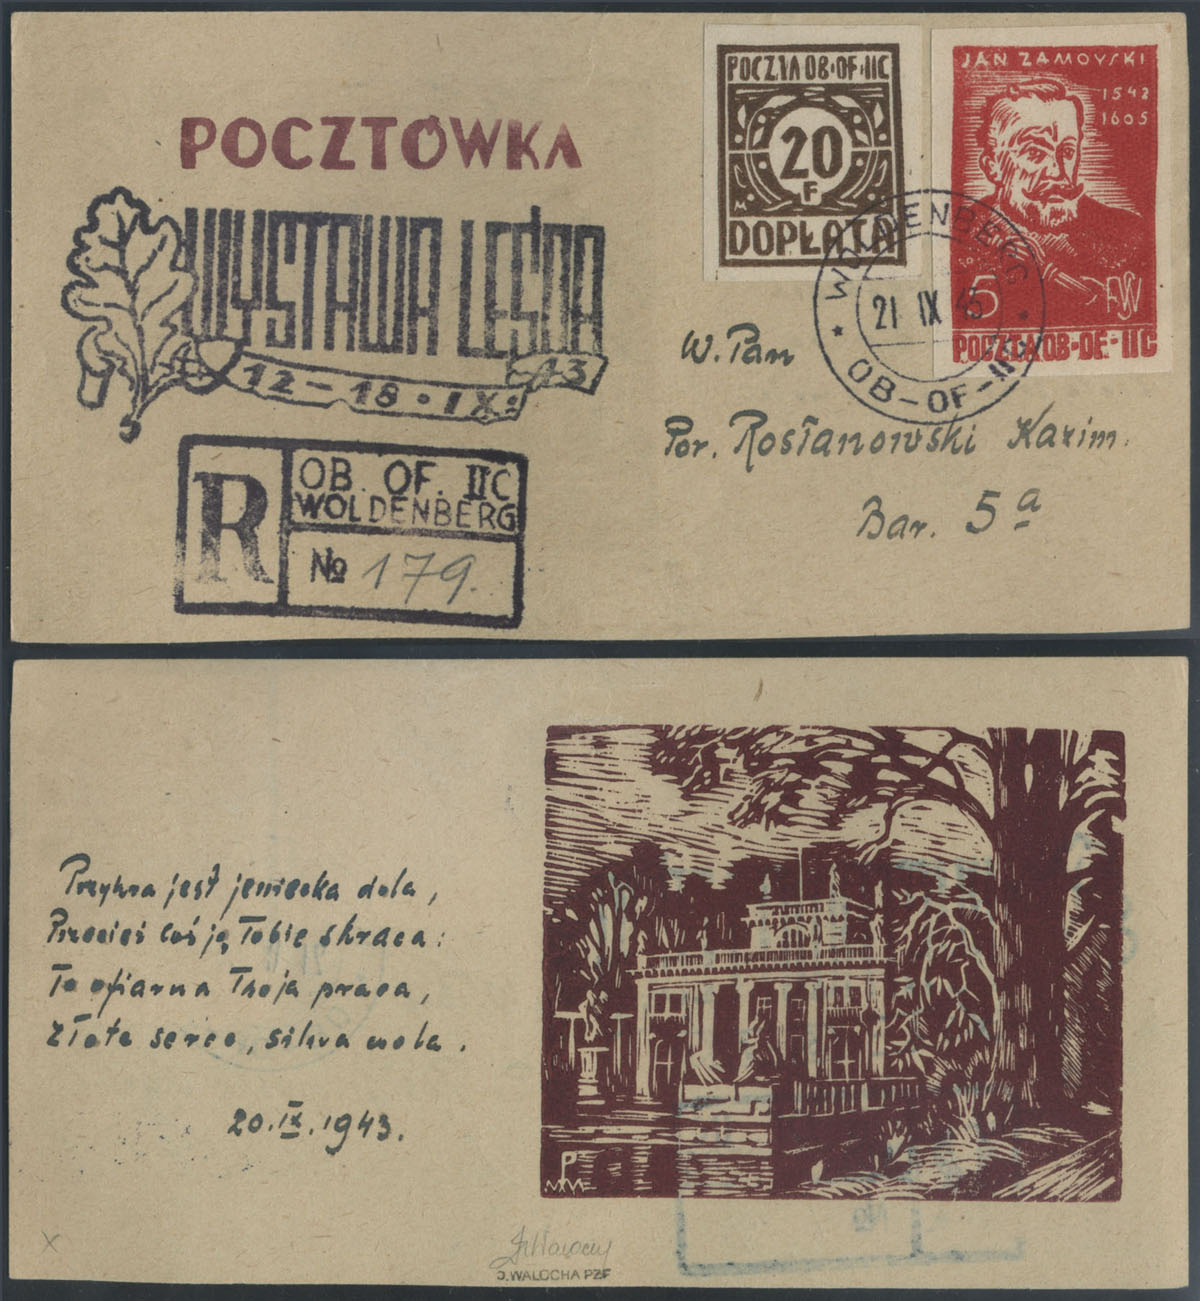 POCZTÓWKA
WYSTAWA LEŚNA
12-18·IX·43
R
OB. OF. IIC
WOLDENBERG
№ 179.
POCZTA OB·OF·IIC
20
F
M
DOPŁATA
JAN ZAMOYSKI
1542
1605
5
F
POCZTA OB·OF·IIC
WOLDENBERG
21 IX 43
OB-OF-IIC
W. Pan
Por. Rosłanowski Kazim.
Bar. 5a
Przykra jest jeniecka dola,
Przecież coś ją Tobie skraca:
To ofiarna Twoja praca,
Złote serce, silna wola.
20.IX.1943.
P
J. WALOCHA PZF